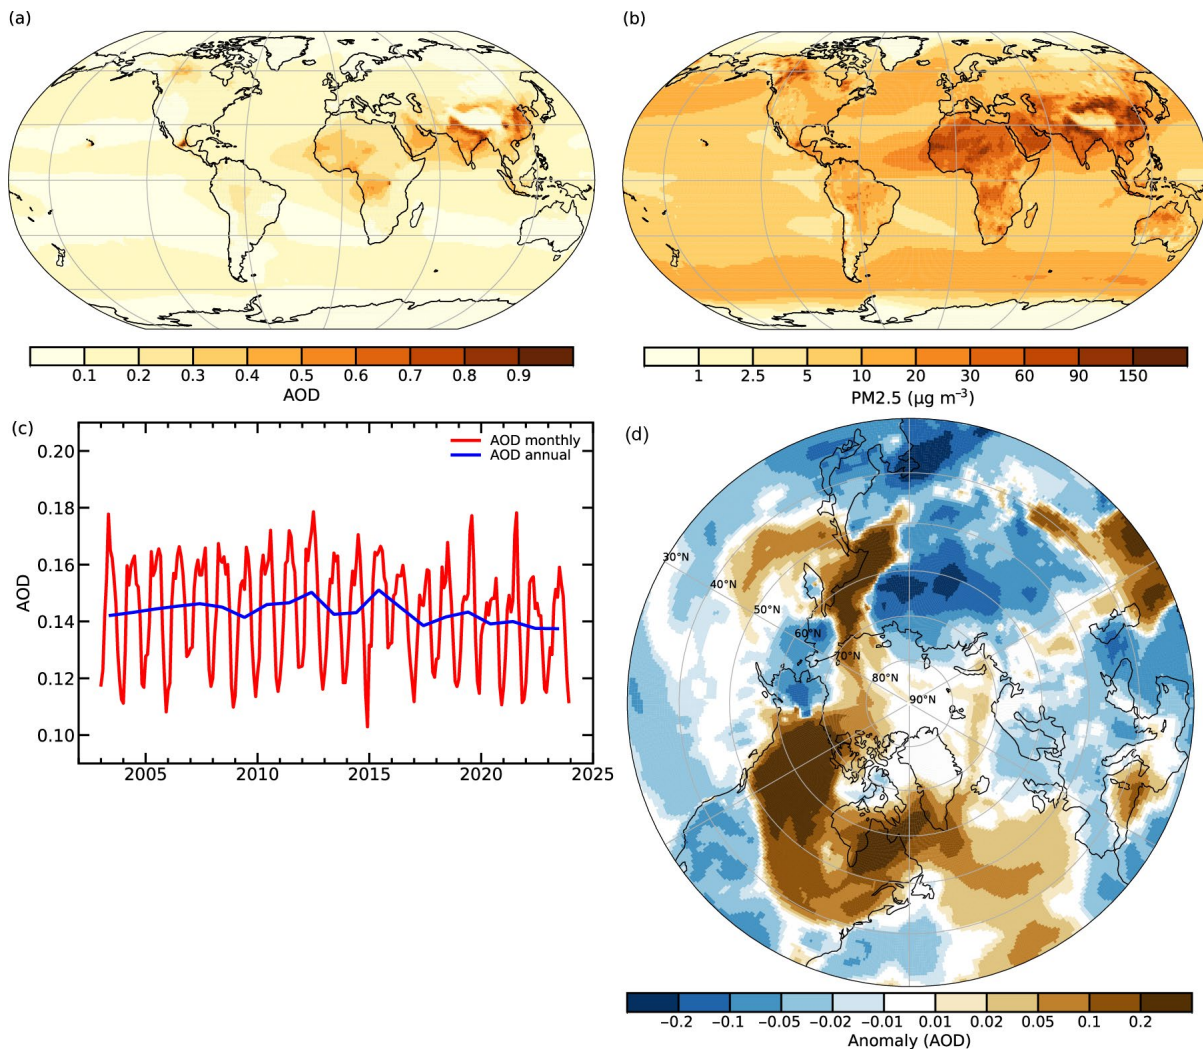 (a)
(b)
0.1 0.2 0.3 0.4 0.5 0.6 0.7 0.8 0.9
AOD
1 2.5 5 10 20 30 60 90 150
PM2.5 (µg m⁻³)
(c)
AOD monthly
AOD annual
0.20
0.18
0.16
0.14
0.12
0.10
AOD
2005 2010 2015 2020 2025
(d)
30°N
40°N
50°N
60°N
70°N
80°N
90°N
−0.2 −0.1 −0.05 −0.02 −0.01 0.01 0.02 0.05 0.1 0.2
Anomaly (AOD)